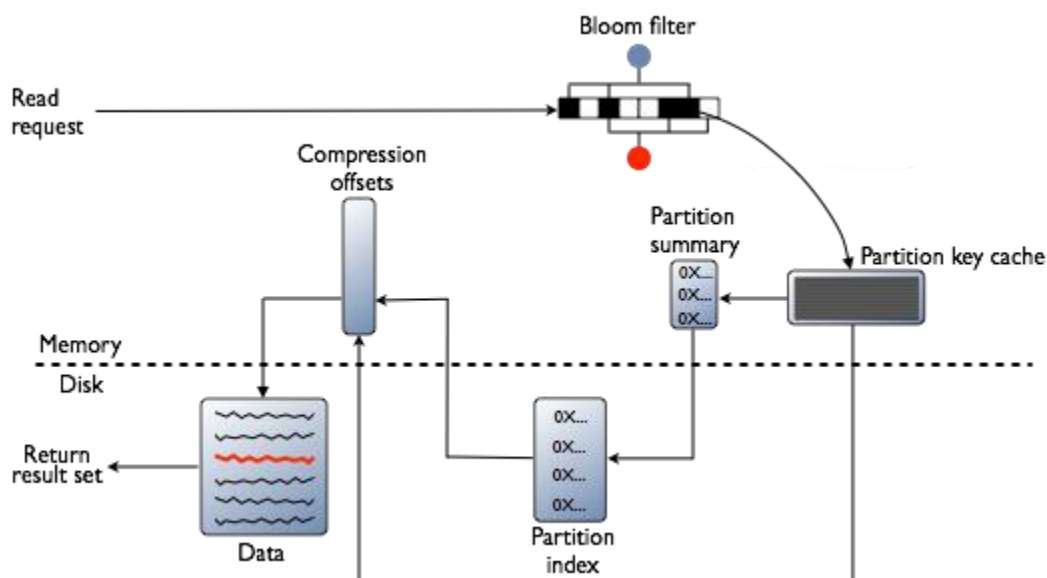 Bloom filter
Read
request
Compression
offsets
Partition
summary
Partition key cache
0X...
0X...
0X...
Memory
Disk
0X...
0X...
0X...
0X...
Return
result set
Data
Partition
index